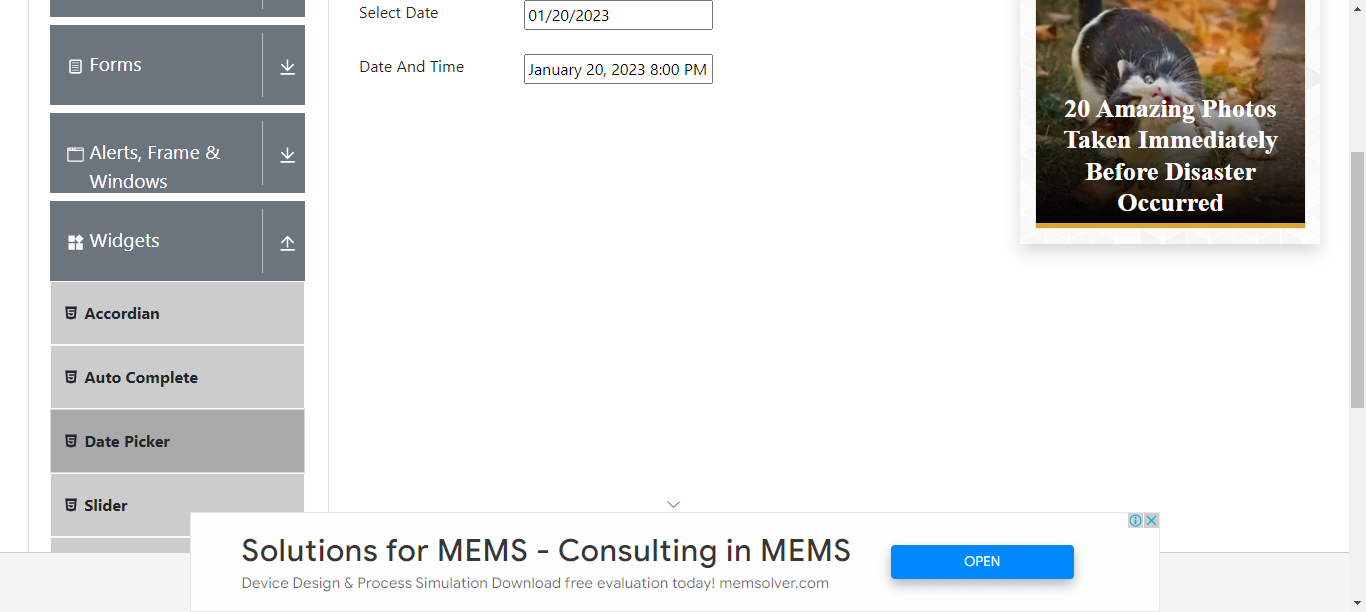 Select Date
01/20/2023
Forms
Date And Time
January 20, 2023 8:00 PM
Alerts, Frame &
Windows
Widgets
Accordian
Auto Complete
Date Picker
Slider
20 Amazing Photos
Taken Immediately
Before Disaster
Occurred
Solutions for MEMS - Consulting in MEMS
Device Design & Process Simulation Download free evaluation today! memsolver.com
OPEN